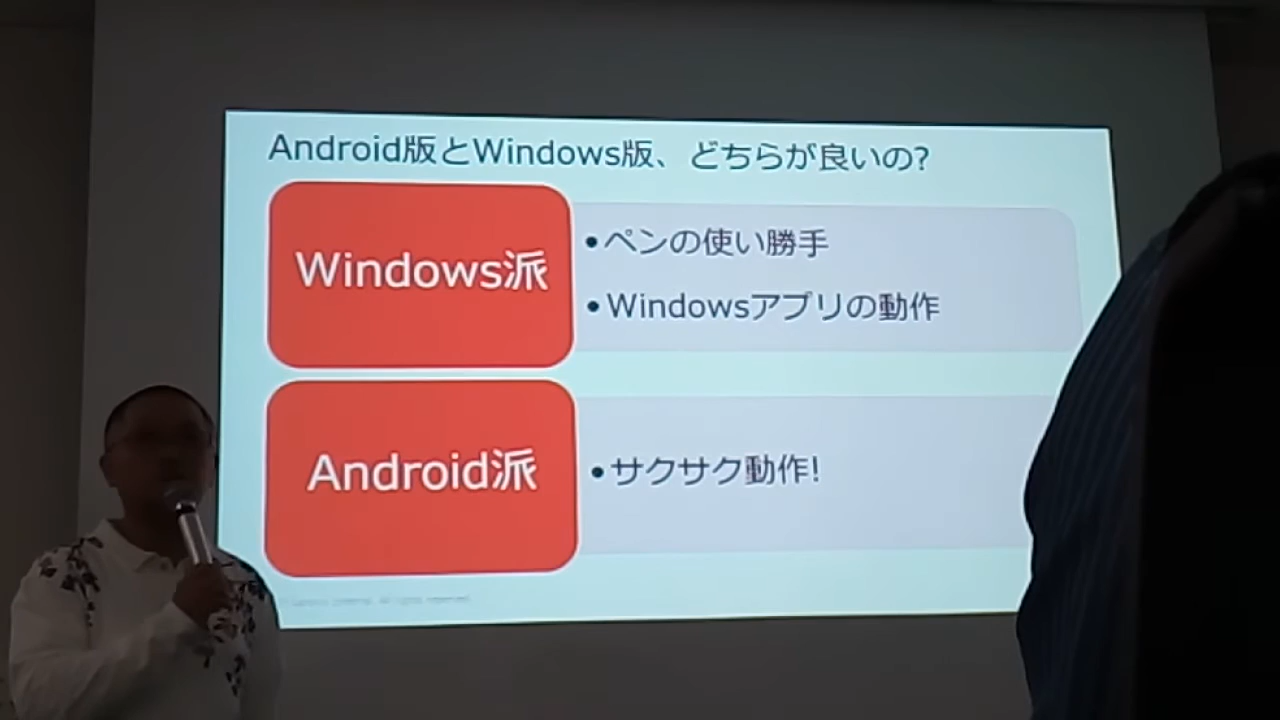 Android版とWindows版、どちらが良いの?
Windows派
•ペンの使い勝手
•Windowsアプリの動作
Android派
•サクサク動作!